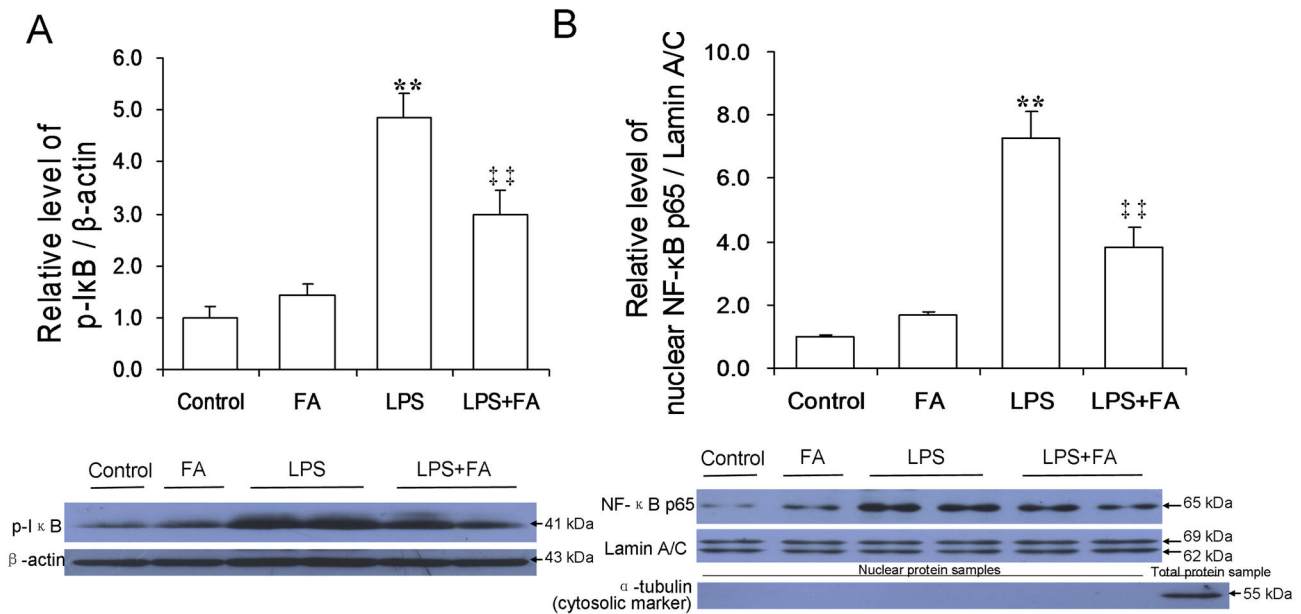 A
Relative level of
p-IκB / β-actin
6.0
5.0
4.0
3.0
2.0
1.0
0.0
**
‡‡
Control FA LPS LPS+FA
Control FA LPS LPS+FA
p-I κ B
41 kDa
β-actin
43 kDa
B
Relative level of
nuclear NF-κB p65 / Lamin A/C
10.0
8.0
6.0
4.0
2.0
0.0
**
‡‡
Control FA LPS LPS+FA
Control FA LPS LPS+FA
NF- κ B p65
65 kDa
Lamin A/C
69 kDa
62 kDa
Nuclear protein samples
Total protein sample
α-tubulin
(cytosolic marker)
55 kDa